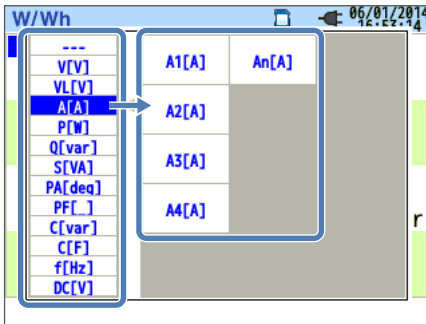 W/Wh
06/01/2014
16:57:14
---
V[V]
VL[V]
A[A]
P[W]
Q[var]
S[VA]
PA[deg]
PF[_]
C[var]
C[F]
f[Hz]
DC[V]
A1[A] An[A]
A2[A]
A3[A]
A4[A]
r